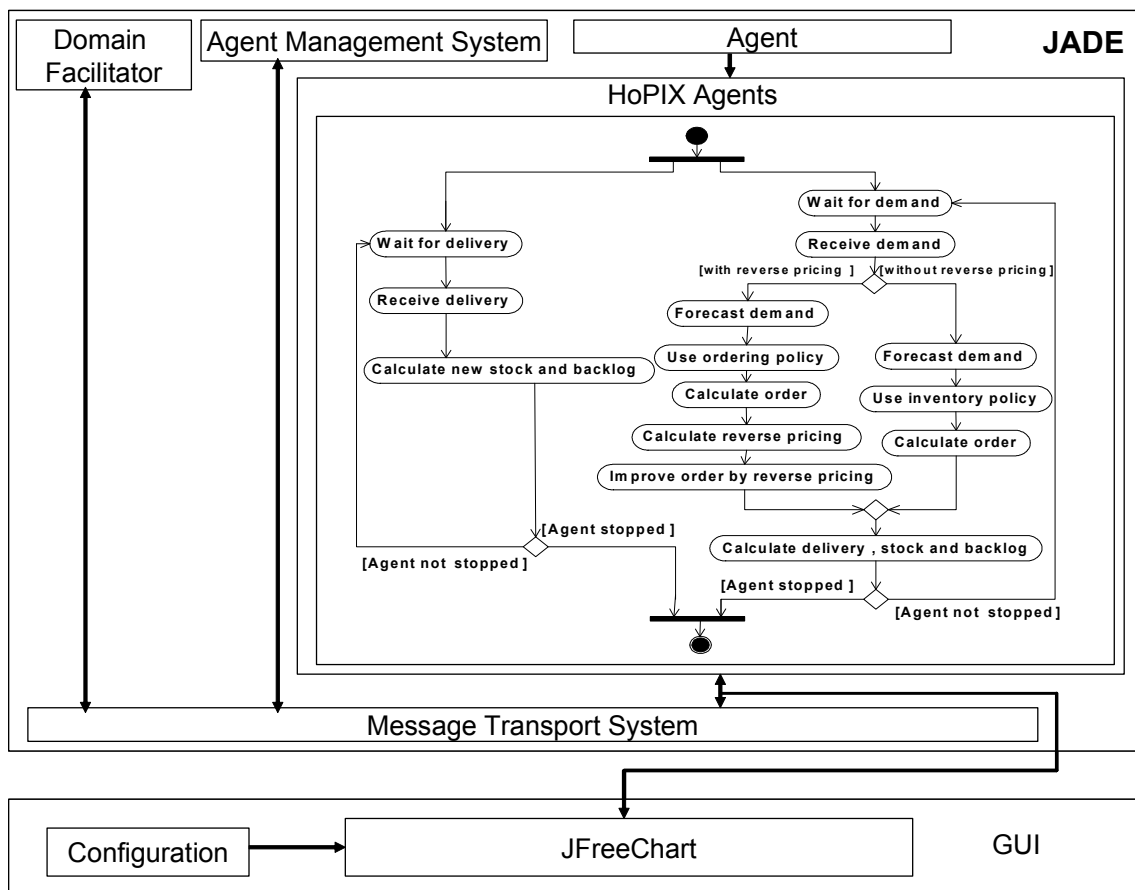 Domain
Facilitator
Agent Management System
Agent
JADE
HoPIX Agents
Wait for demand
Wait for delivery
Receive demand
[with reverse pricing ]
[without reverse pricing]
Receive delivery
Forecast demand
Use ordering policy
Forecast demand
Calculate new stock and backlog
Calculate order
Use inventory policy
Calculate reverse pricing
Calculate order
Improve order by reverse pricing
[Agent stopped ]
Calculate delivery , stock and backlog
[Agent not stopped ]
[Agent stopped ]
[Agent not stopped ]
Message Transport System
Configuration
JFreeChart
GUI